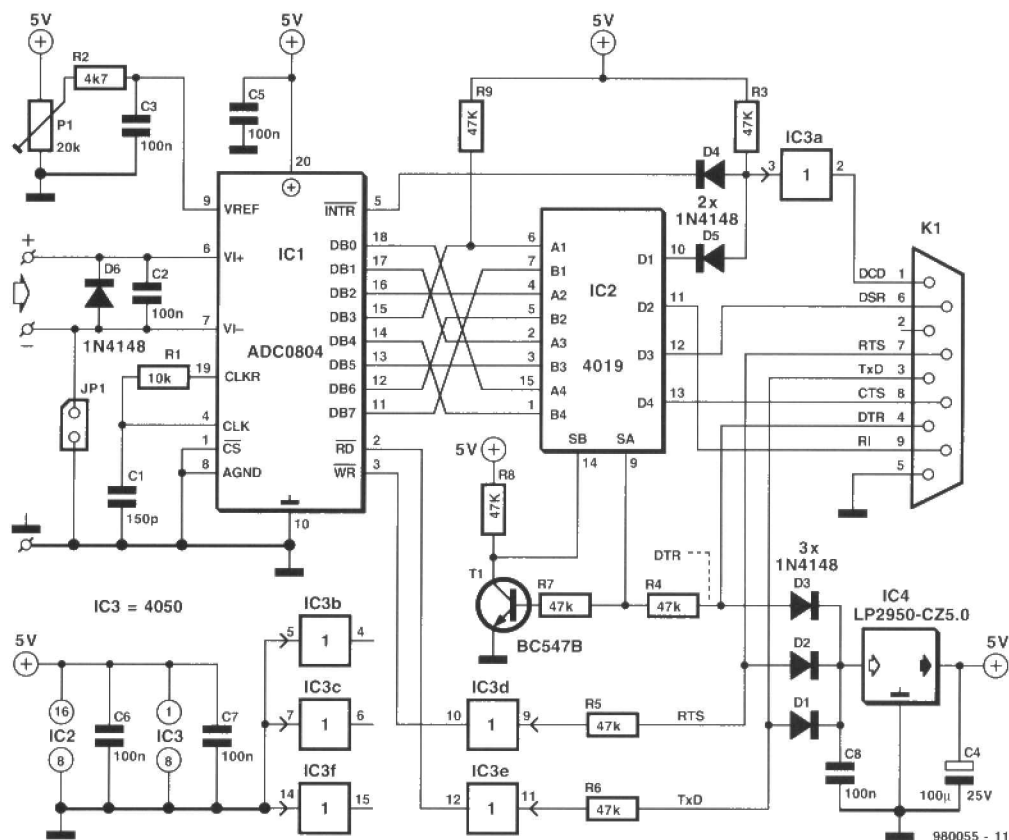 5V
5V
5V
R2
4k7
C3
100n
P1
20k
C5
100n
R9
47K
R3
47K
IC3a
3
1
2
D4
2x
1N4148
D5
20
9
VREF
INTR
5
+
6
VI+
IC1
DB0
18
DB1
17
DB2
16
DB3
15
DB4
14
DB5
13
DB6
12
DB7
11
D6
C2
100n
1N4148
–
7
VI–
ADC0804
R1
10k
19
CLKR
4
CLK
1
CS
8
AGND
RD
2
WR
3
10
JP1
C1
150p
6
A1
7
B1
4
A2
5
B2
2
A3
3
B3
15
A4
1
B4
IC2
4019
D1
10
D2
11
D3
12
D4
13
SB
SA
14
9
K1
DCD
1
DSR
6
2
RTS
7
TxD
3
CTS
8
DTR
4
RI
9
5
5V
R8
47K
T1
BC547B
R7
47k
R4
47k
DTR
3x
1N4148
D3
D2
D1
IC4
LP2950-CZ5.0
5V
C8
100n
C4
100µ
25V
IC3 = 4050
5V
16
IC2
8
C6
100n
1
IC3
8
C7
100n
IC3b
5
1
4
IC3c
7
1
6
IC3f
14
1
15
IC3d
10
1
9
R5
47k
RTS
IC3e
12
1
11
R6
47k
TxD
980055 - 11